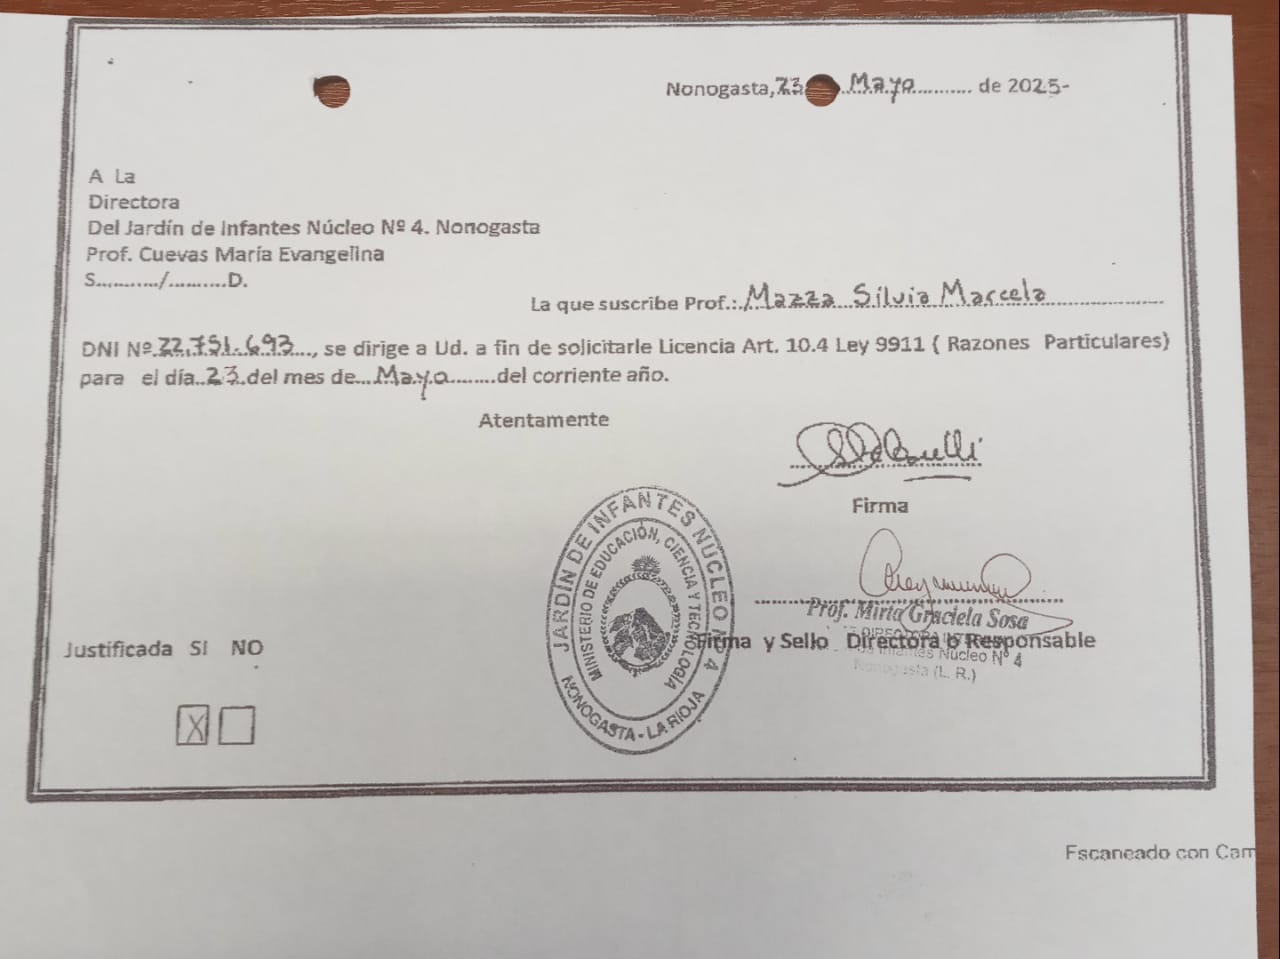 Nonogasta, 23 Mayo ........... de 2025-
A La
Directora
Del Jardín de Infantes Núcleo Nº 4. Nonogasta
Prof. Cuevas María Evangelina
S.........../..........D.
La que suscribe Prof.: Mazza Silvia Marcela
DNI Nº 22.751.693..., se dirige a Ud. a fin de solicitarle Licencia Art. 10.4 Ley 9911 ( Razones Particulares)
para el día..23.del mes de...Mayo........del corriente año.
Atentamente
Firma
JARDÍN DE INFANTES NÚCLEO Nº 4
MINISTERIO DE EDUCACIÓN, CIENCIA Y TECNOLOGÍA
NONOGASTA - LA RIOJA
Prof. Mirta Graciela Sosa
Firma y Sello Directora o Responsable
Infantes Núcleo Nº 4
Nonogasta (L. R.)
Justificada SI NO
X
Escaneado con Cam